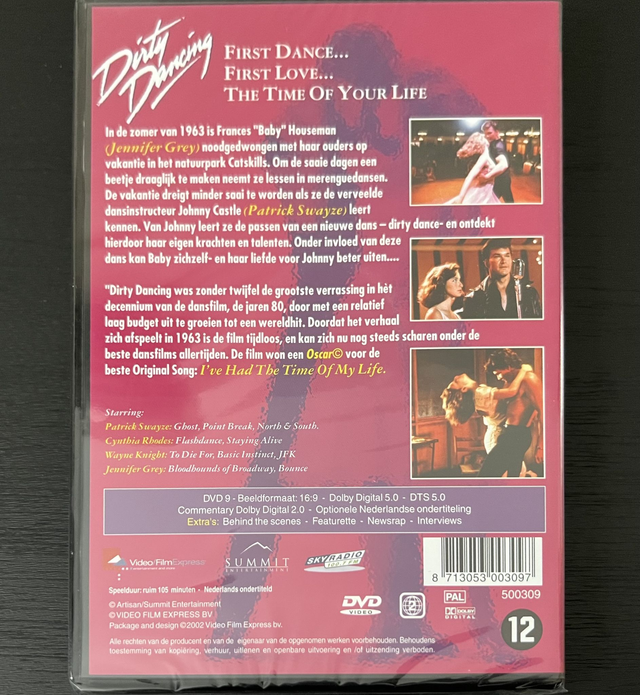 Dirty
Dancing
FIRST DANCE...
FIRST LOVE...
THE TIME OF YOUR LIFE
In de zomer van 1963 is Frances "Baby" Houseman
(Jennifer Grey) noodgedwongen met haar ouders op
vakantie in het natuurpark Catskills. Om de saaie dagen een
beetje draaglijk te maken neemt ze lessen in merenguedansen.
De vakantie dreigt minder saai te worden als ze de verveelde
dansinstructeur Johnny Castle (Patrick Swayze) leert
kennen. Van Johnny leert ze de passen van een nieuwe dans – dirty dance- en ontdekt
hierdoor haar eigen krachten en talenten. Onder invloed van deze
dans kan Baby zichzelf- en haar liefde voor Johnny beter uiten....
"Dirty Dancing was zonder twijfel de grootste verrassing in hét
decennium van de dansfilm, de jaren 80, door met een relatief
laag budget uit te groeien tot een wereldhit. Doordat het verhaal
zich afspeelt in 1963 is de film tijdloos, en kan zich nu nog steeds scharen onder de
beste dansfilms allertijden. De film won een Oscar© voor de
beste Original Song: I've Had The Time Of My Life.
Starring:
Patrick Swayze: Ghost, Point Break, North & South.
Cynthia Rhodes: Flashdance, Staying Alive
Wayne Knight: To Die For, Basic Instinct, JFK
Jennifer Grey: Bloodhounds of Broadway, Bounce
DVD 9 - Beeldformaat: 16:9 - Dolby Digital 5.0 - DTS 5.0
Commentary Dolby Digital 2.0 - Optionele Nederlandse ondertiteling
Extra's: Behind the scenes - Featurette - Newsrap - Interviews
Video/FilmExpress
SUMMIT
ENTERTAINMENT
SKY RADIO
100.7 FM
8 713053 003097
Speelduur: ruim 105 minuten - Nederlands ondertiteld
500309
© Artisan/Summit Entertainment
©VIDEO FILM EXPRESS BV
Package and design ©2002 Video Film Express bv.
DVD
VIDEO
2
PAL
DOLBY
DIGITAL
12
Alle rechten van de producent en van de eigenaar van de opgenomen werken voorbehouden. Behoudens
toestemming van kopiëring, verhuur, uitlenen en openbare uitvoering en /of uitzending verboden.